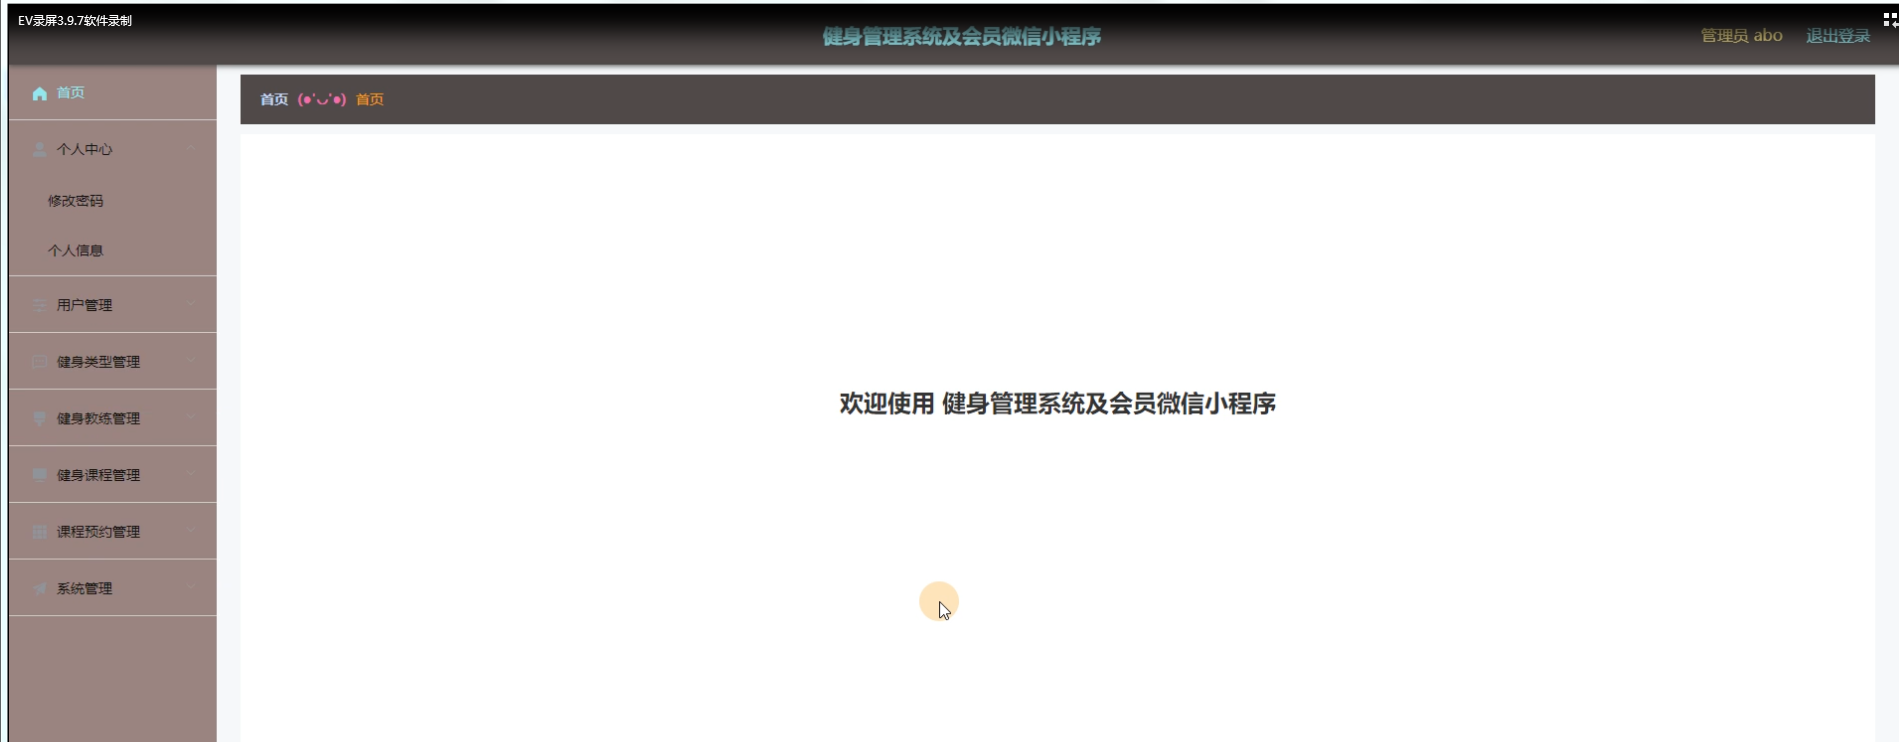 EV录屏3.9.7软件录制
健身管理系统及会员微信小程序
管理员 abo 退出登录
首页
首页 (●'◡'●) 首页
个人中心
修改密码
个人信息
用户管理
健身类型管理
健身教练管理
健身课程管理
课程预约管理
系统管理
欢迎使用 健身管理系统及会员微信小程序